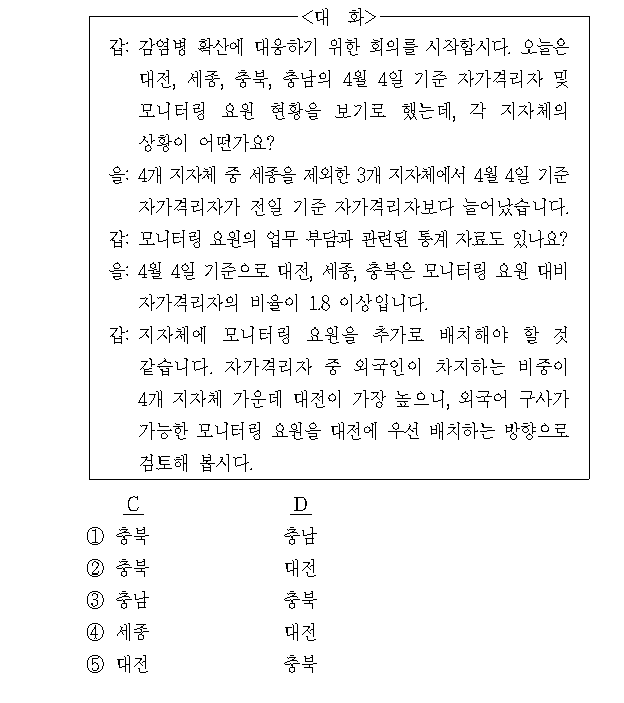 <대 화>
갑: 감염병 확산에 대응하기 위한 회의를 시작합시다. 오늘은
대전, 세종, 충북, 충남의 4월 4일 기준 자가격리자 및
모니터링 요원 현황을 보기로 했는데, 각 지자체의
상황이 어떤가요?
을: 4개 지자체 중 세종을 제외한 3개 지자체에서 4월 4일 기준
자가격리자가 전일 기준 자가격리자보다 늘어났습니다.
갑: 모니터링 요원의 업무 부담과 관련된 통계 자료도 있나요?
을: 4월 4일 기준으로 대전, 세종, 충북은 모니터링 요원 대비
자가격리자의 비율이 1.8 이상입니다.
갑: 지자체에 모니터링 요원을 추가로 배치해야 할 것
같습니다. 자가격리자 중 외국인이 차지하는 비중이
4개 지자체 가운데 대전이 가장 높으니, 외국어 구사가
가능한 모니터링 요원을 대전에 우선 배치하는 방향으로
검토해 봅시다.
C D
① 충북 충남
② 충북 대전
③ 충남 충북
④ 세종 대전
⑤ 대전 충북